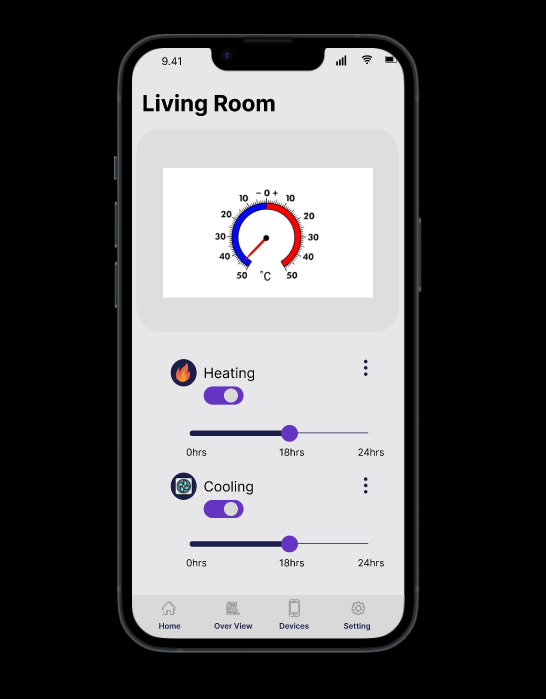 9.41
Living Room
– 0 +
10 10
20 20
30 30
40 40
50 °C 50
Heating
0hrs 18hrs 24hrs
Cooling
0hrs 18hrs 24hrs
Home Over View Devices Setting